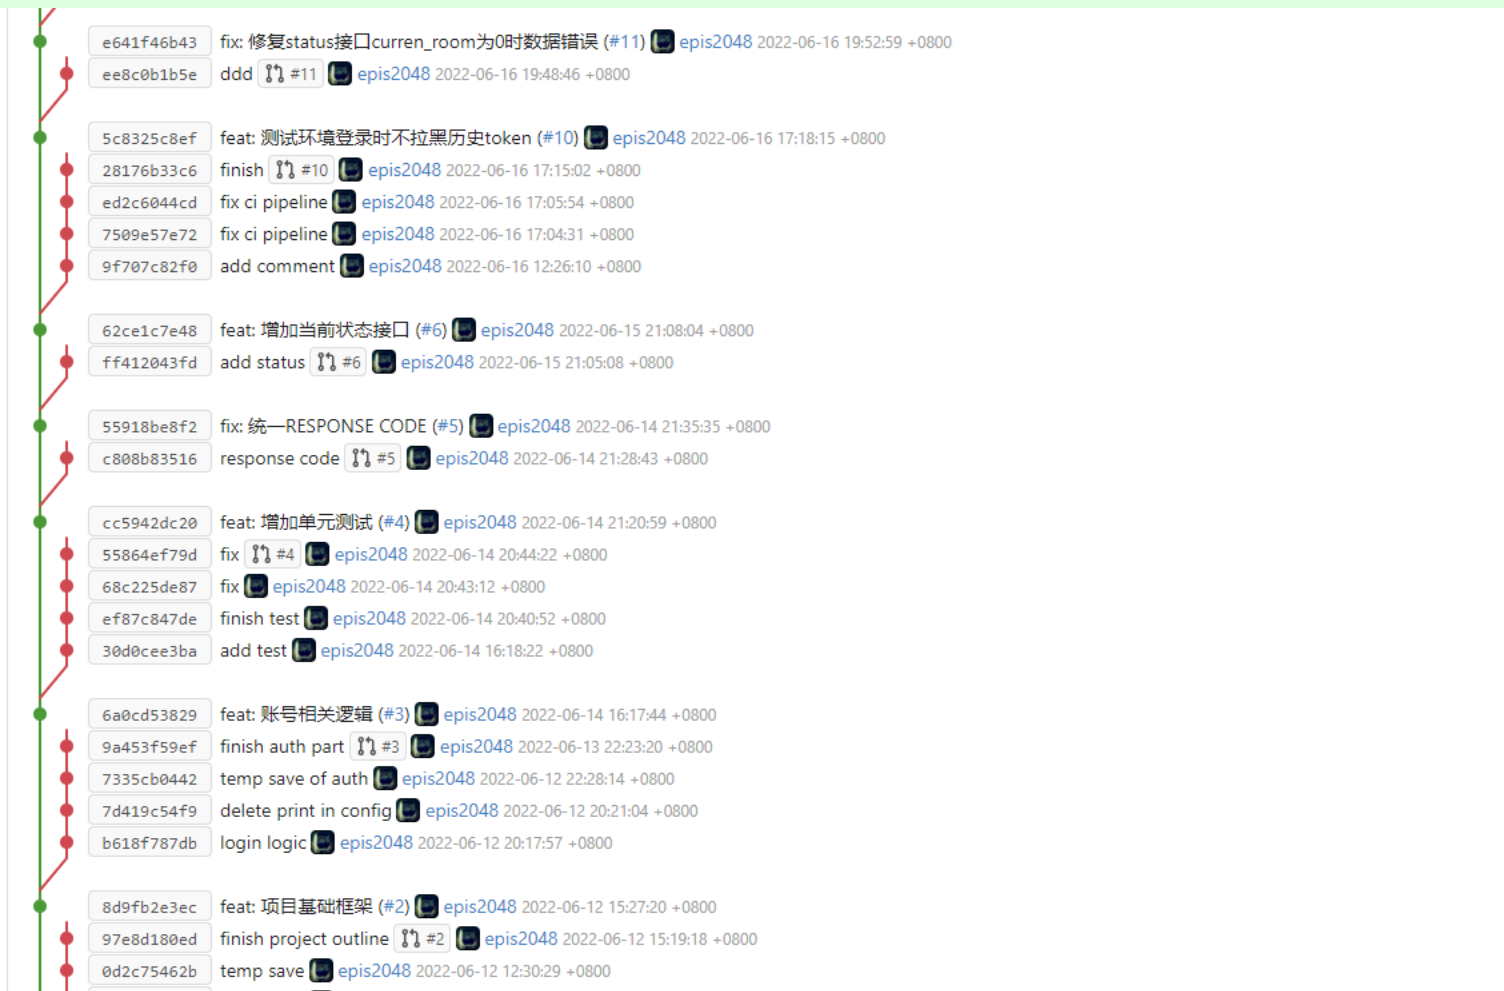 e641f46b43 fix: 修复status接口curren_room为0时数据错误 (#11) epis2048 2022-06-16 19:52:59 +0800
ee8c0b1b5e ddd #11 epis2048 2022-06-16 19:48:46 +0800
5c8325c8ef feat: 测试环境登录时不拉黑历史token (#10) epis2048 2022-06-16 17:18:15 +0800
28176b33c6 finish #10 epis2048 2022-06-16 17:15:02 +0800
ed2c6044cd fix ci pipeline epis2048 2022-06-16 17:05:54 +0800
7509e57e72 fix ci pipeline epis2048 2022-06-16 17:04:31 +0800
9f707c82f0 add comment epis2048 2022-06-16 12:26:10 +0800
62ce1c7e48 feat: 增加当前状态接口 (#6) epis2048 2022-06-15 21:08:04 +0800
ff412043fd add status #6 epis2048 2022-06-15 21:05:08 +0800
55918be8f2 fix: 统一RESPONSE CODE (#5) epis2048 2022-06-14 21:35:35 +0800
c808b83516 response code #5 epis2048 2022-06-14 21:28:43 +0800
cc5942dc20 feat: 增加单元测试 (#4) epis2048 2022-06-14 21:20:59 +0800
55864ef79d fix #4 epis2048 2022-06-14 20:44:22 +0800
68c225de87 fix epis2048 2022-06-14 20:43:12 +0800
ef87c847de finish test epis2048 2022-06-14 20:40:52 +0800
30d0cee3ba add test epis2048 2022-06-14 16:18:22 +0800
6a0cd53829 feat: 账号相关逻辑 (#3) epis2048 2022-06-14 16:17:44 +0800
9a453f59ef finish auth part #3 epis2048 2022-06-13 22:23:20 +0800
7335cb0442 temp save of auth epis2048 2022-06-12 22:28:14 +0800
7d419c54f9 delete print in config epis2048 2022-06-12 20:21:04 +0800
b618f787db login logic epis2048 2022-06-12 20:17:57 +0800
8d9fb2e3ec feat: 项目基础框架 (#2) epis2048 2022-06-12 15:27:20 +0800
97e8d180ed finish project outline #2 epis2048 2022-06-12 15:19:18 +0800
0d2c75462b temp save epis2048 2022-06-12 12:30:29 +0800